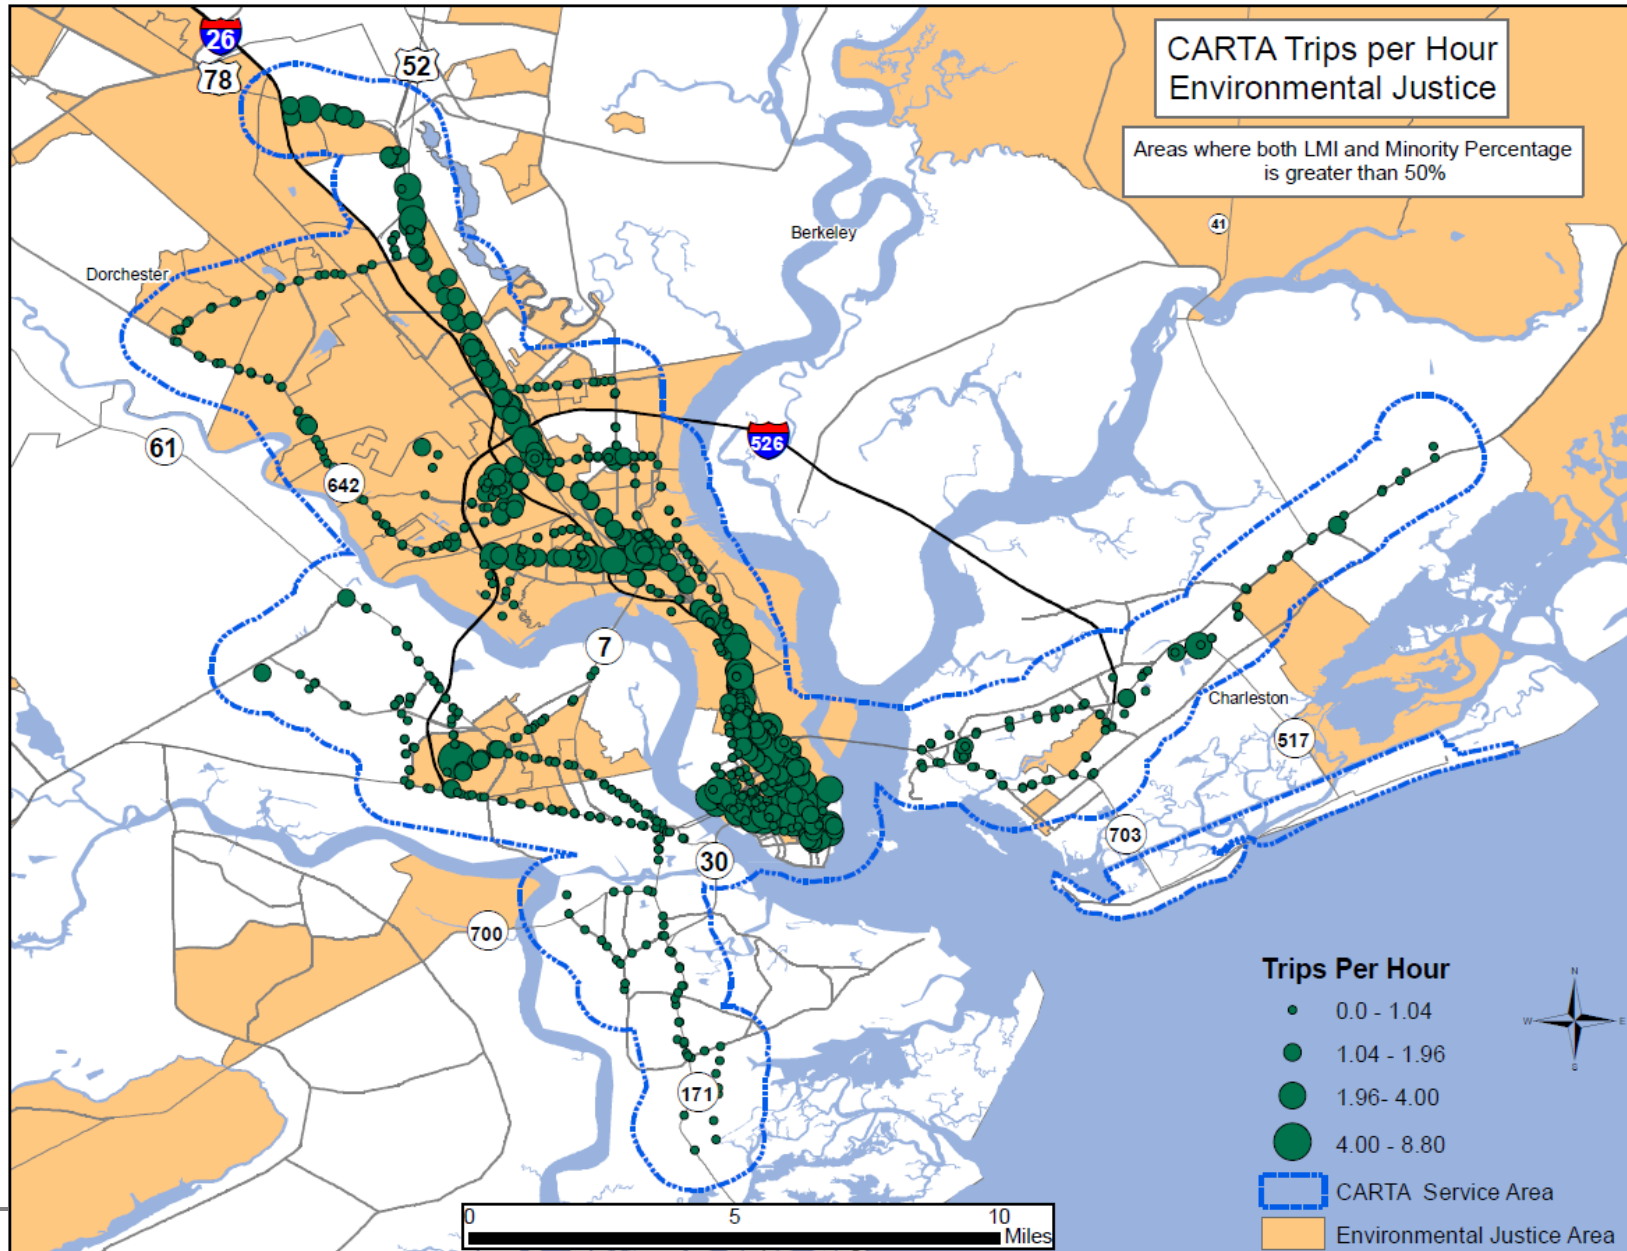 CARTA Trips per Hour
Environmental Justice
Areas where both LMI and Minority Percentage
is greater than 50%
26
78
52
41
Berkeley
Dorchester
61
526
642
7
Charleston
517
703
30
700
171
Trips Per Hour
0.0 - 1.04
1.04 - 1.96
1.96- 4.00
4.00 - 8.80
CARTA Service Area
Environmental Justice Area
N
W
E
S
0
5
10
Miles